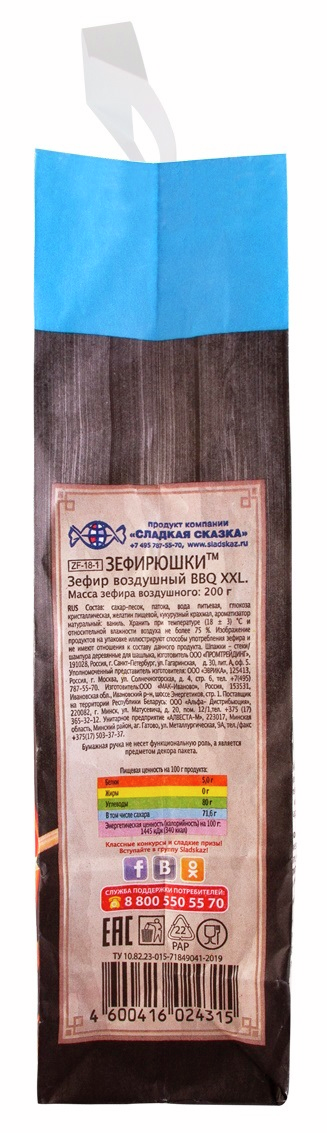 продукт компании
«СЛАДКАЯ СКАЗКА»
+7 495 787-55-70, www.sladskaz.ru
ZF-18-1 ЗЕФИРЮШКИ™
Зефир воздушный BBQ XXL.
Масса зефира воздушного: 200 г
RUS Состав: сахар-песок, патока, вода питьевая, глюкоза
кристаллическая, желатин пищевой, кукурузный крахмал, ароматизатор
натуральный: ваниль. Хранить при температуре (18 ± 3) °С и
относительной влажности воздуха не более 75 %. Изображение
продуктов на упаковке иллюстрирует способы употребления зефира и
не имеют отношения к составу данного продукта. Шпажки – стеки/
бамбука деревянные для шашлыка, изготовитель ООО «ПРОМТРЕЙДИНГ»,
191028, Россия, г. Санкт-Петербург, ул. Гагаринская, д. 30, лит. А, оф. 5.
Уполномоченный представитель изготовителя: ООО «ЭВРИКА», 125413,
Россия, г. Москва, ул. Солнечногорская, д. 4, стр. 6, тел. +7(495)
787-55-70. Изготовитель: ООО «МАК-Иваново», Россия, 153531,
Ивановская обл., Ивановский р-н, шоссе Энергетиков, стр. 1. Поставщик
на территории Республики Беларусь: ООО «Альфа- Дистрибьюция»,
220082, г. Минск, ул. Матусевича, д. 20, пом. 12/1, тел. +375 (17)
365-32-12. Унитарное предприятие «АЛВЕСТА-М», 223017, Минская
область, Минский район, аг. Гатово, ул. Металлургическая, 9А, тел./факс
+375(17) 503-37-37.
Бумажная ручка не несет функциональную роль, а является
предметом декора пакета.
Пищевая ценность на 100 г продукта:
Белки 5,0 г
Жиры 0 г
Углеводы 80 г
В том числе сахара 71,6 г
Энергетическая ценность (калорийность) на 100 г:
1445 кДж (340 ккал)
Классные конкурсы и сладкие призы!
Вступайте в группу Sladskaz!
f B
СЛУЖБА ПОДДЕРЖКИ ПОТРЕБИТЕЛЕЙ:
8 800 550 55 70
EAC 22 PAP
ТУ 10.82.23-015-71849041-2019
4 600416 024315